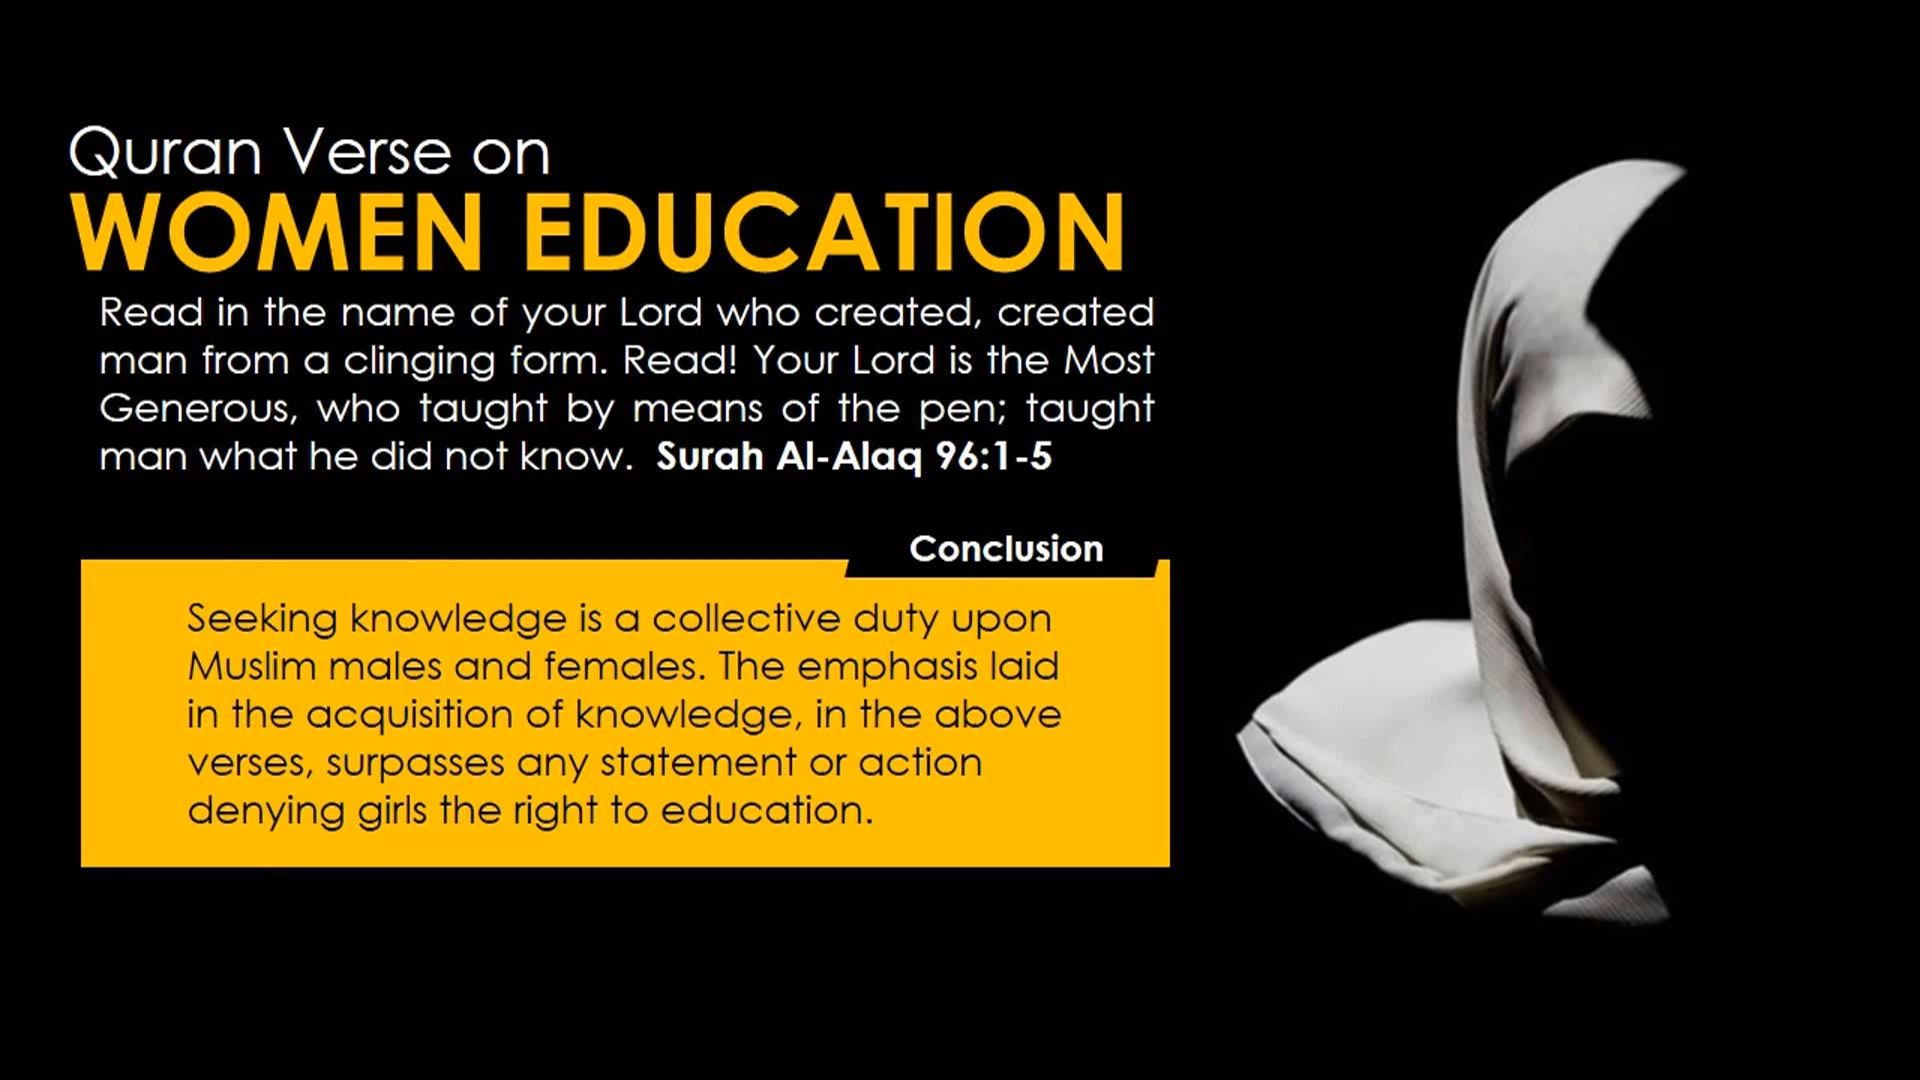 Quran Verse on
WOMEN EDUCATION
Read in the name of your Lord who created, created
man from a clinging form. Read! Your Lord is the Most
Generous, who taught by means of the pen; taught
man what he did not know. Surah Al-Alaq 96:1-5
Conclusion
Seeking knowledge is a collective duty upon
Muslim males and females. The emphasis laid
in the acquisition of knowledge, in the above
verses, surpasses any statement or action
denying girls the right to education.